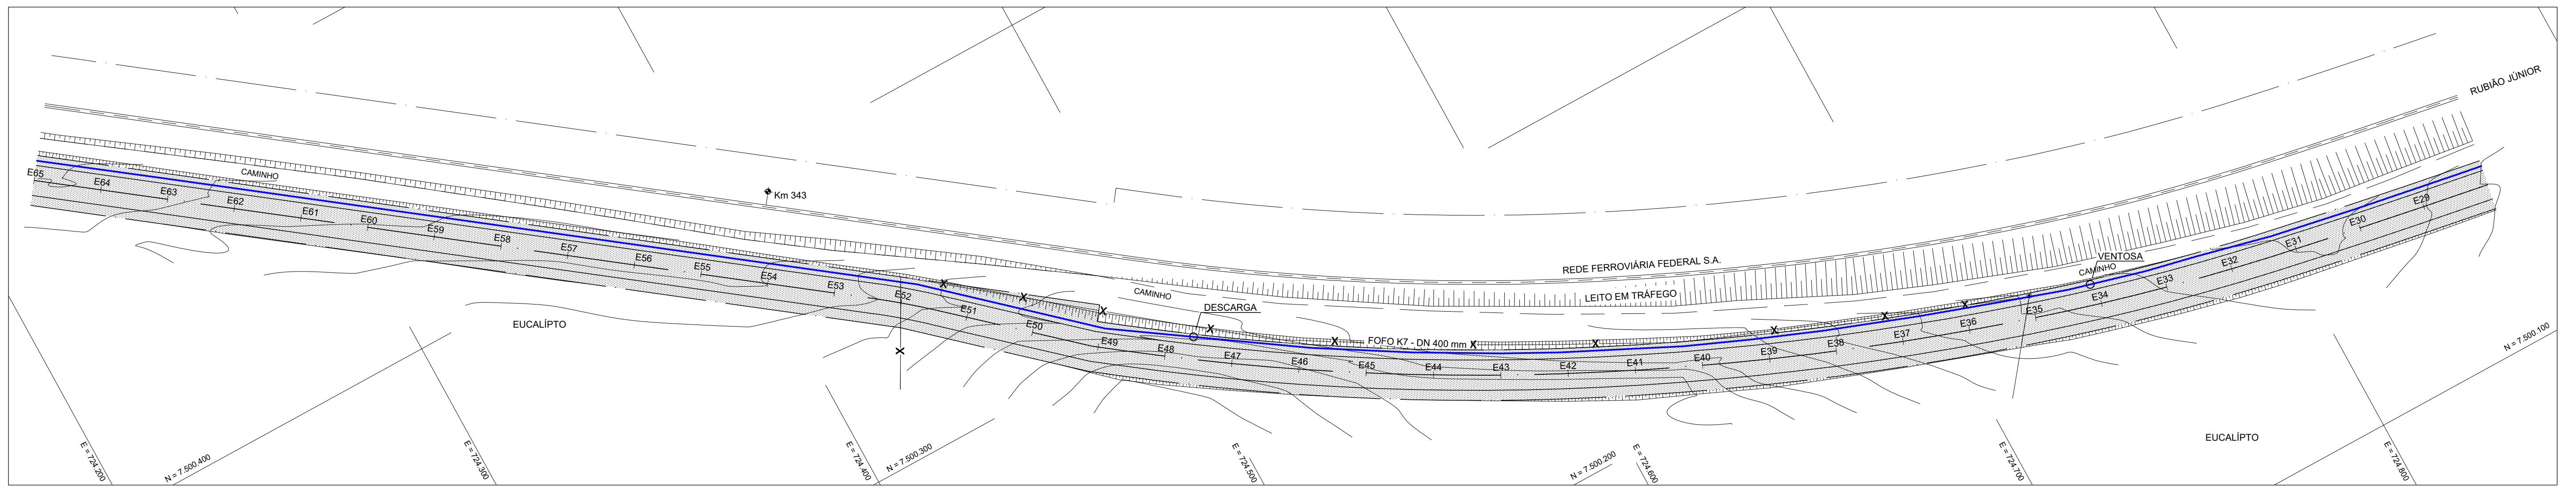 RUBIÃO JÚNIOR
CAMINHO
Km 343
REDE FERROVIÁRIA FEDERAL S.A.
LEITO EM TRÁFEGO
CAMINHO
DESCARGA
VENTOSA
CAMINHO
FOFO K7 - DN 400 mm
E65
E64
E63
E62
E61
E60
E59
E58
E57
E56
E55
E54
E53
E52
E51
E50
E49
E48
E47
E46
E45
E44
E43
E42
E41
E40
E39
E38
E37
E36
E35
E34
E33
E32
E31
E30
E29
EUCALÍPTO
EUCALÍPTO
E = 724.200
N = 7.500.400
E = 724.300
E = 724.400
N = 7.500.300
E = 724.500
N = 7.500.200
E = 724.600
E = 724.700
E = 724.800
N = 7.500.100